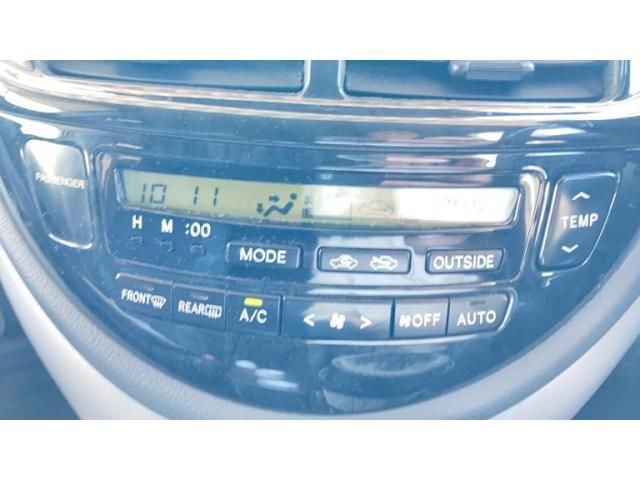 PASSENGER
10 11
H M :00
MODE
OUTSIDE
TEMP
FRONT
REAR
A/C
< >
OFF
AUTO